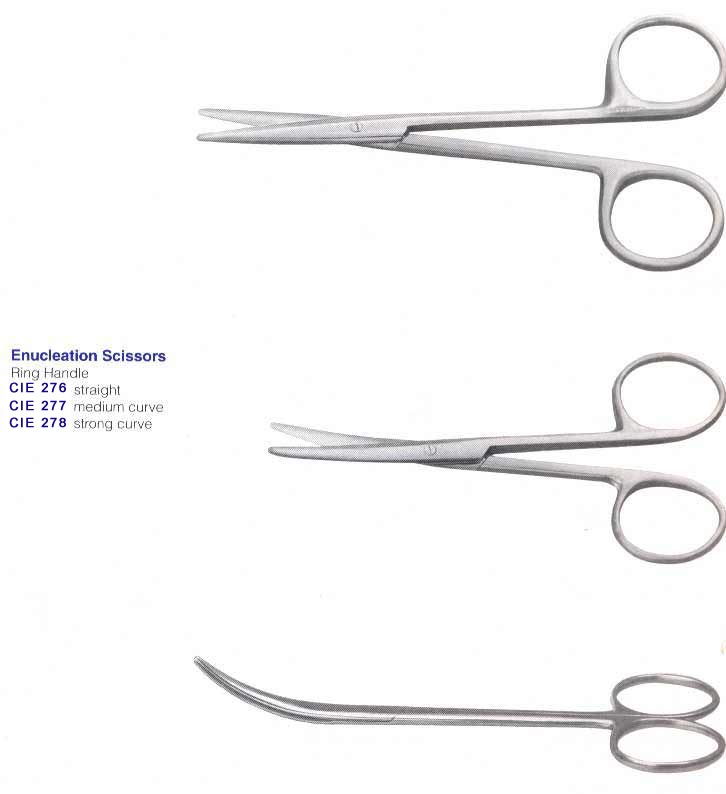 Enucleation Scissors
Ring Handle
CIE 276 straight
CIE 277 medium curve
CIE 278 strong curve